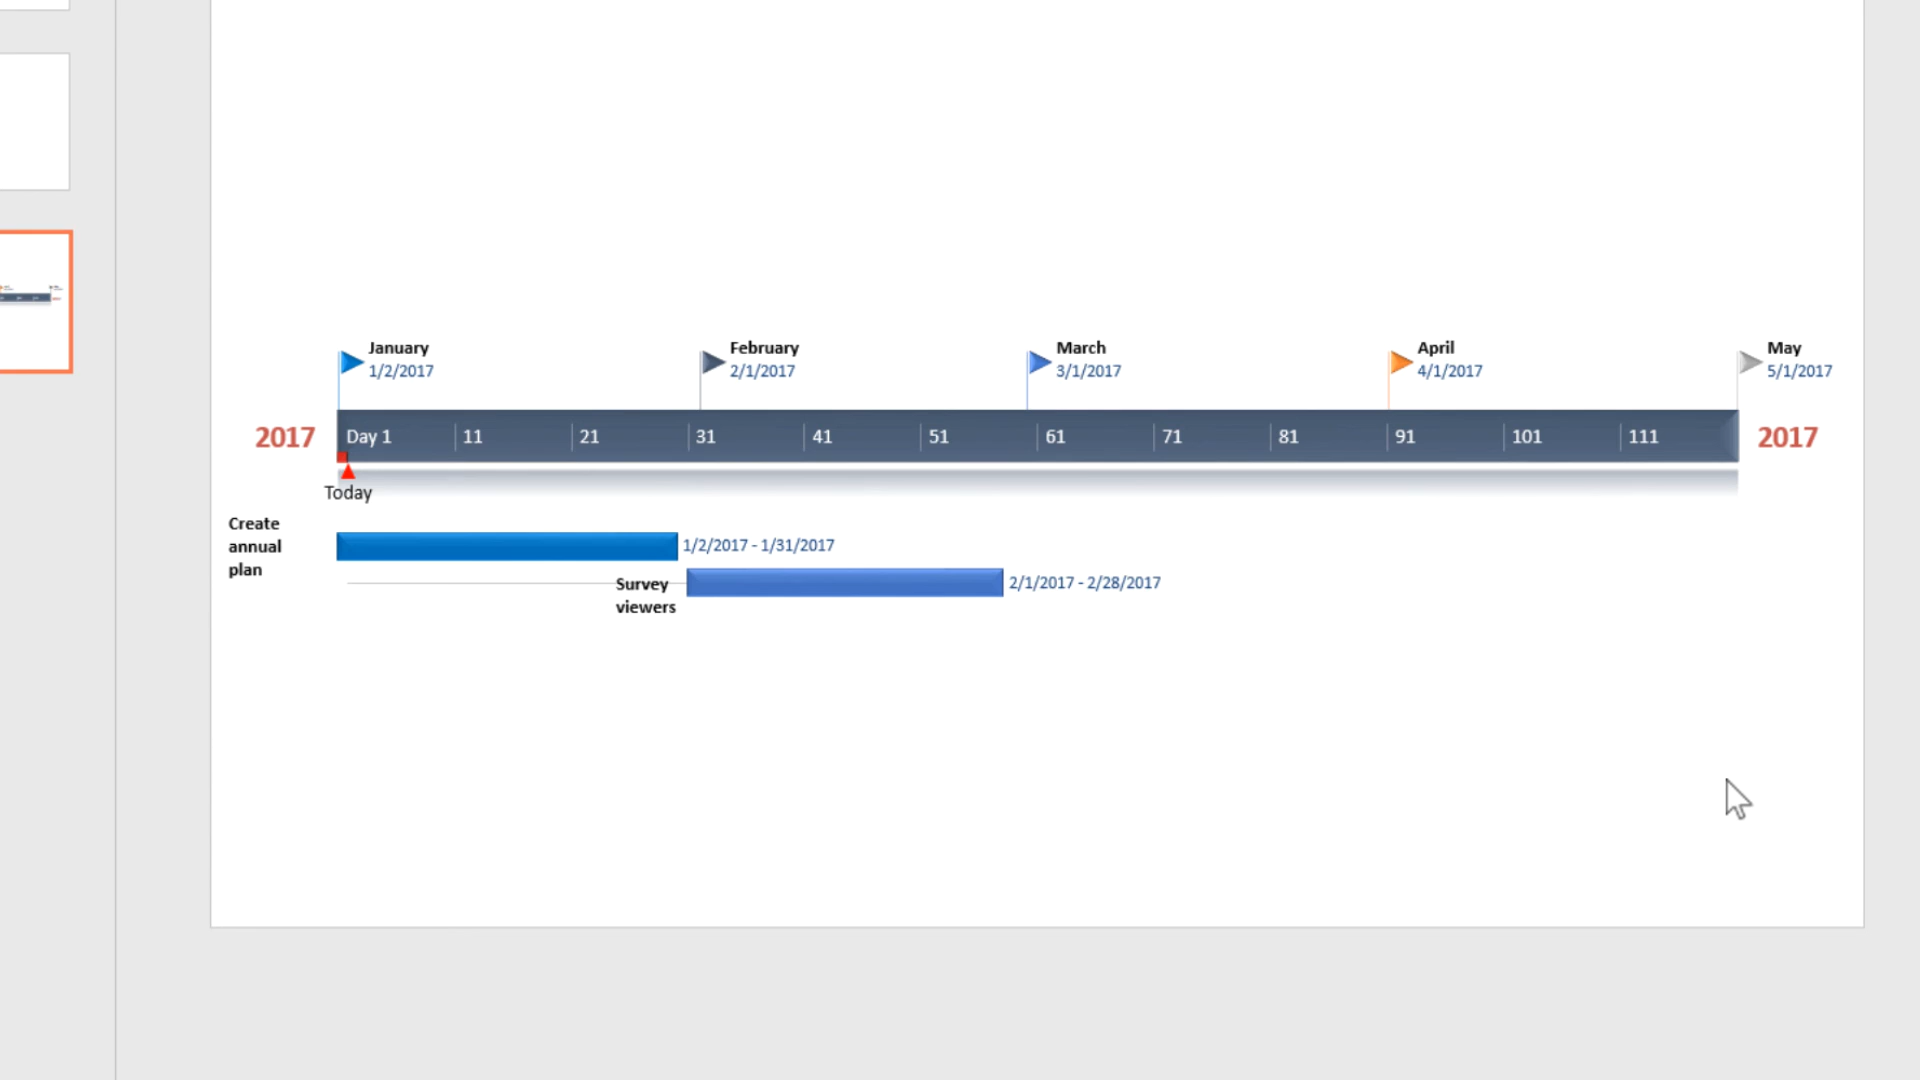 January
1/2/2017
February
2/1/2017
March
3/1/2017
April
4/1/2017
May
5/1/2017
2017 Day 1 11 21 31 41 51 61 71 81 91 101 111 2017
Today
Create
annual
plan
1/2/2017 - 1/31/2017
Survey
viewers
2/1/2017 - 2/28/2017